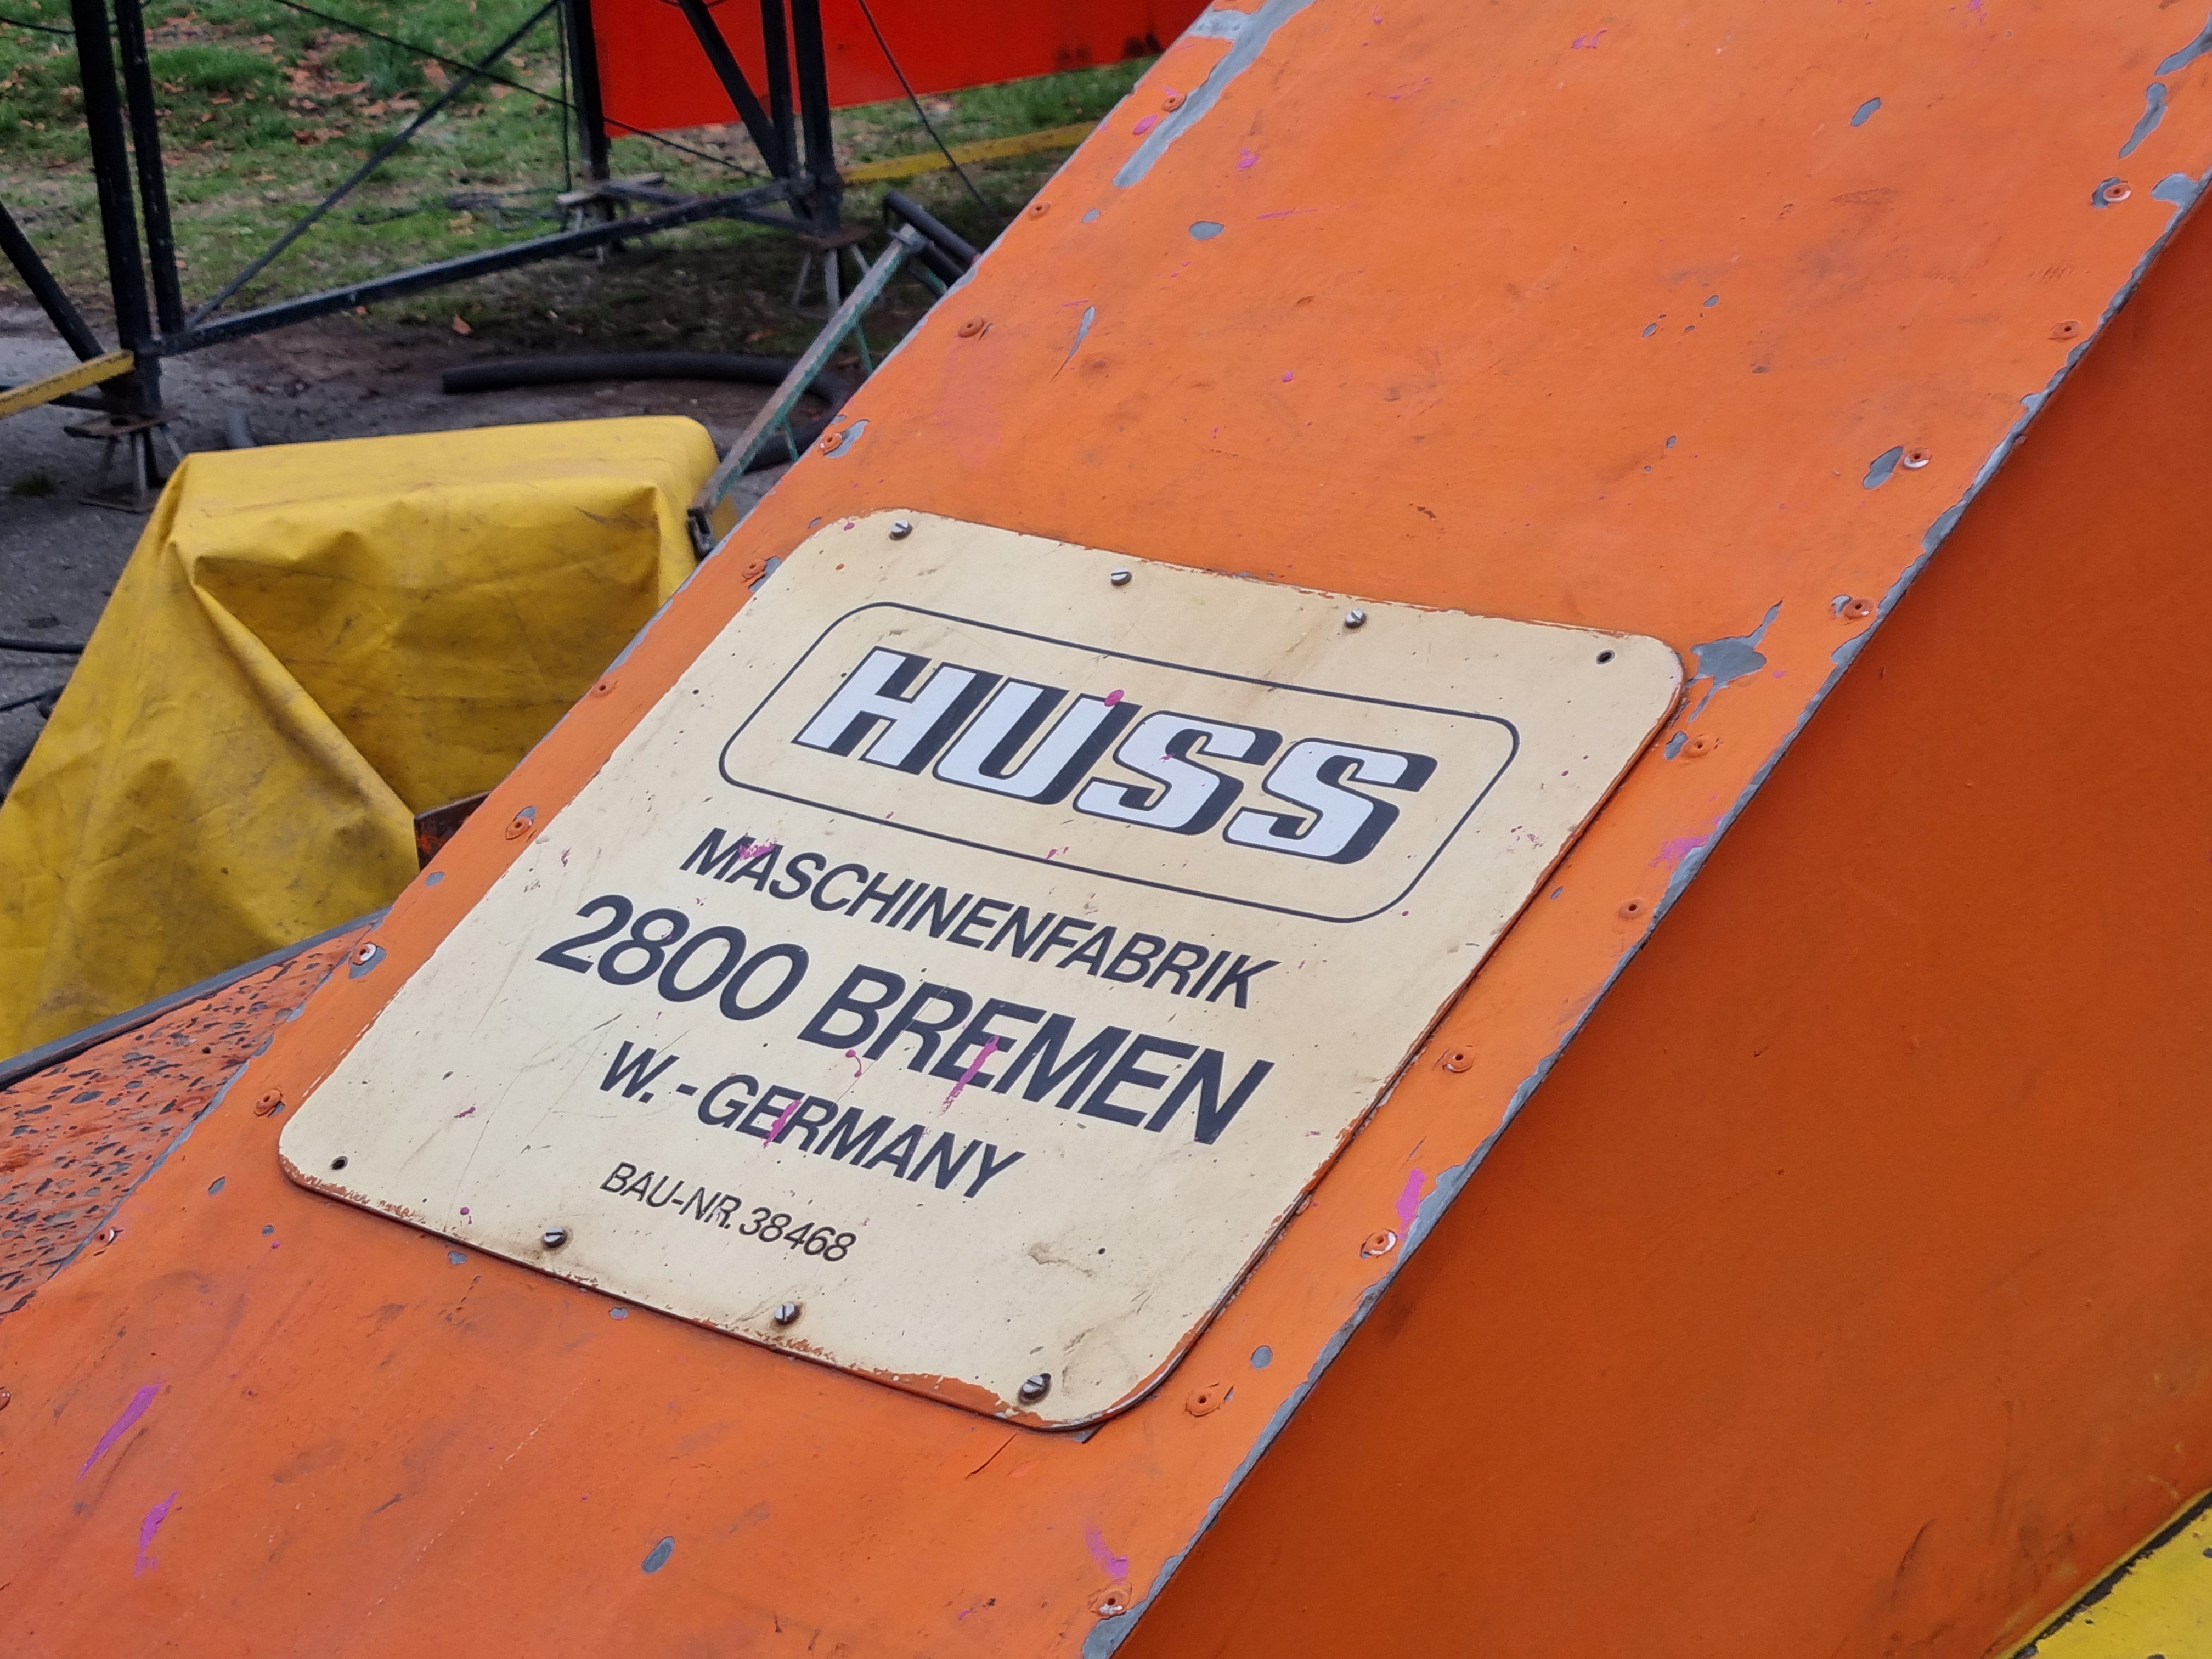 HUSS
MASCHINENFABRIK
2800 BREMEN
W.-GERMANY
BAU-NR. 38468